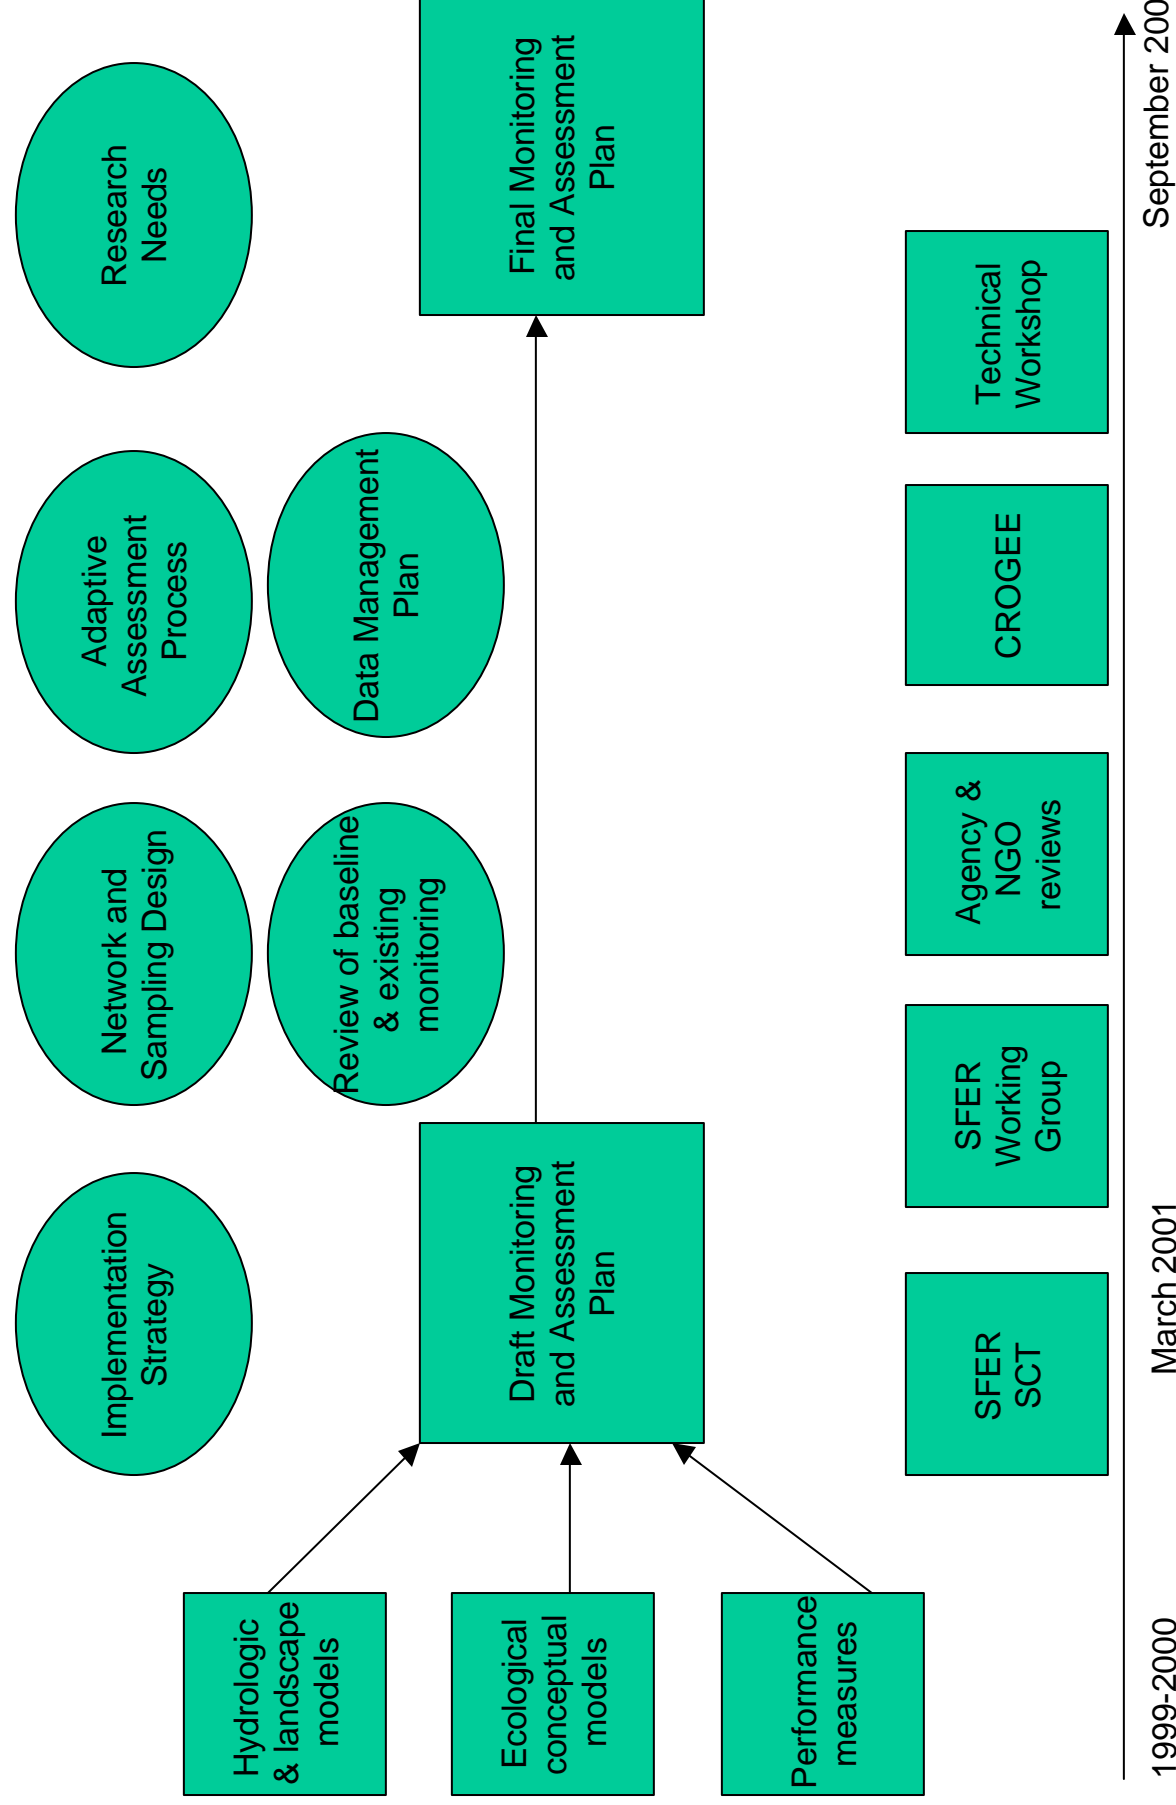 Implementation
Strategy
Network and
Sampling Design
Adaptive
Assessment
Process
Research
Needs
Review of baseline
& existing
monitoring
Data Management
Plan
Hydrologic
& landscape
models
Ecological
conceptual
models
Performance
measures
Draft Monitoring
and Assessment
Plan
Final Monitoring
and Assessment
Plan
SFER
SCT
SFER
Working
Group
Agency &
NGO
reviews
CROGEE
Technical
Workshop
1999-2000
March 2001
September 200